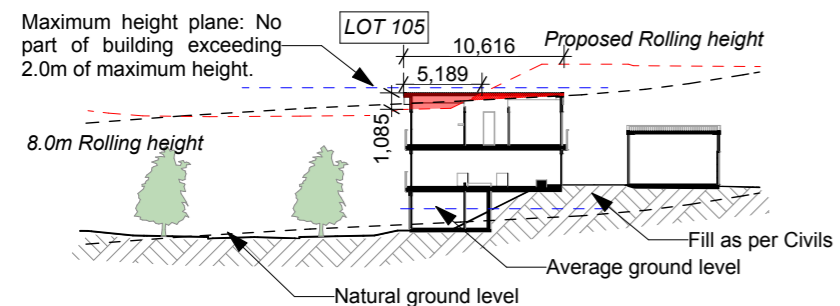 Maximum height plane: No
part of building exceeding
2.0m of maximum height.
LOT 105
10,616
Proposed Rolling height
5,189
1,085
8.0m Rolling height
Fill as per Civils
Average ground level
Natural ground level